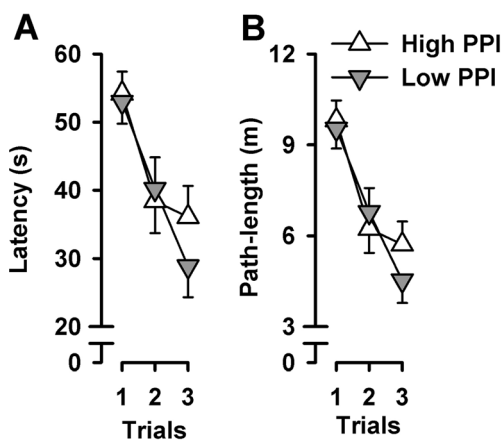 A
Latency (s)
60
50
40
30
20
0
1 2 3
Trials
B
High PPI
Low PPI
Path-length (m)
12
9
6
3
0
1 2 3
Trials